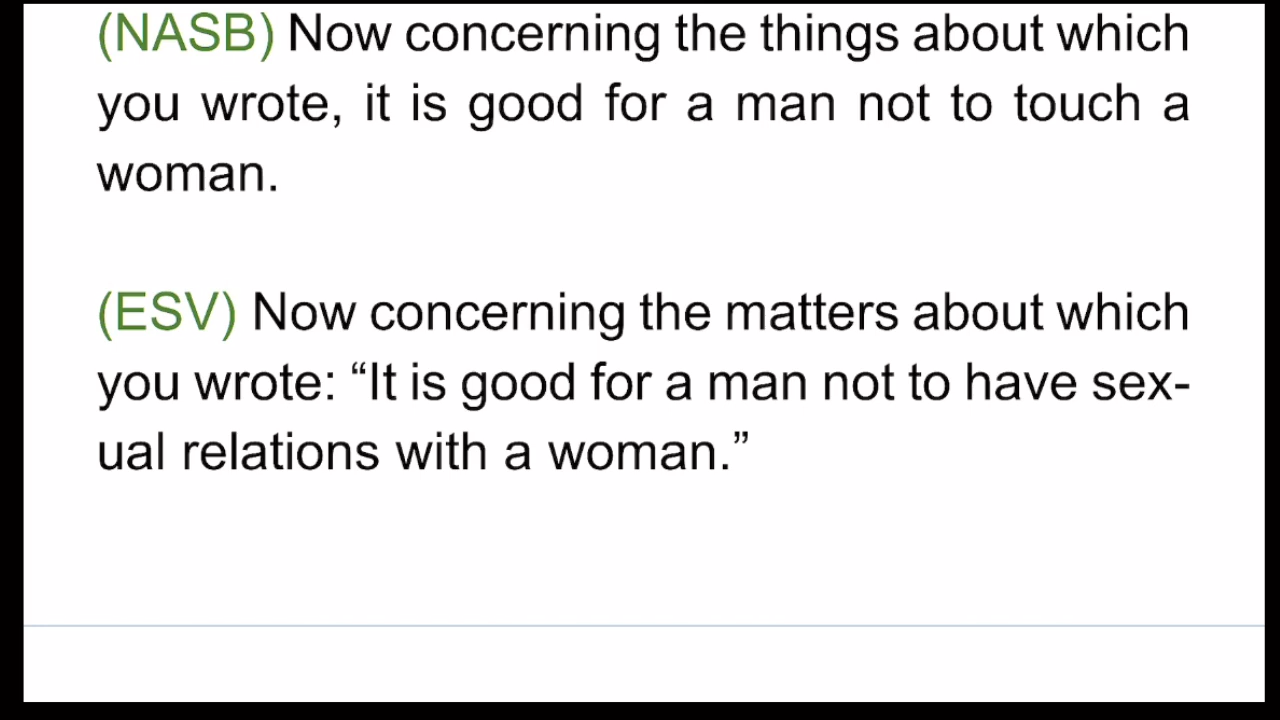 (NASB) Now concerning the things about which
you wrote, it is good for a man not to touch a
woman.
(ESV) Now concerning the matters about which
you wrote: “It is good for a man not to have sex-
ual relations with a woman.”